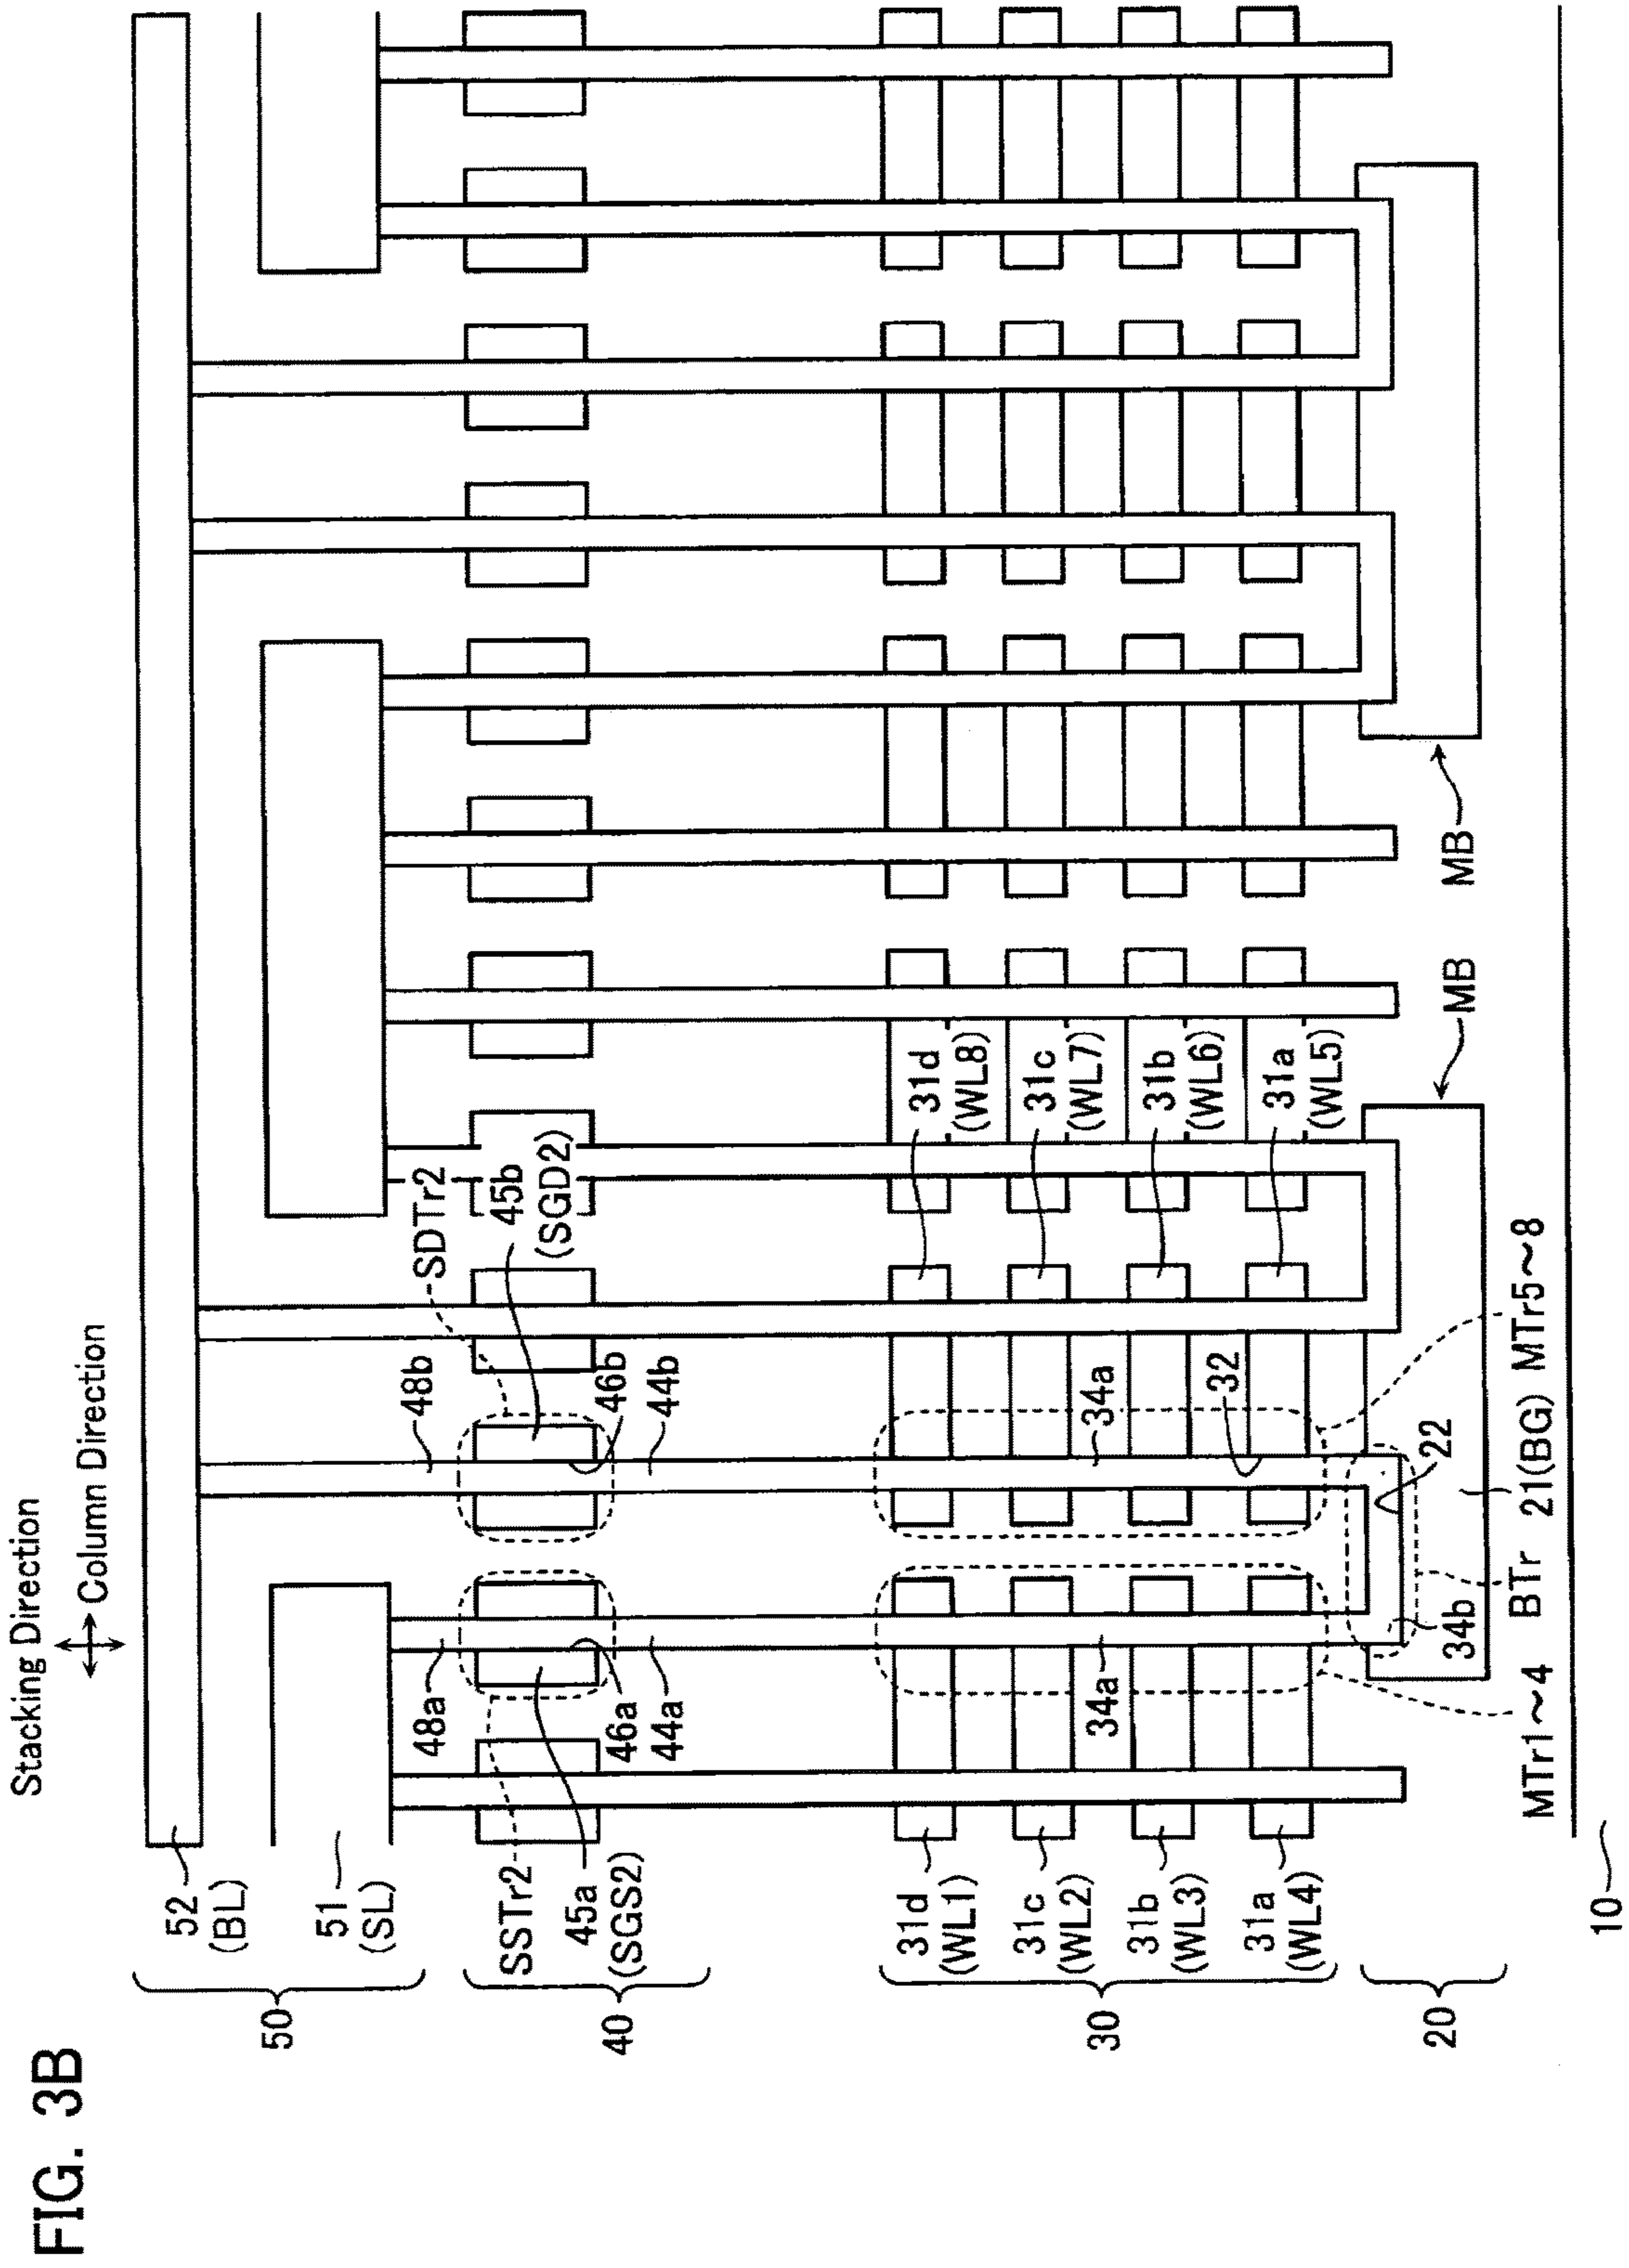 FIG. 3B
Stacking Direction
Column Direction
50
52
(BL)
51
(SL)
40
SSTr2
45a
(SGS2)
48a
46a
44a
48b
SDTr2
45b
(SGD2)
46b
44b
30
31d
(WL1)
31c
(WL2)
31b
(WL3)
31a
(WL4)
34a
34a
32
31d
(WL8)
31c
(WL7)
31b
(WL6)
31a
(WL5)
20
34b
22
MB
MB
MTr1~4
BTr
21(BG)
MTr5~8
10